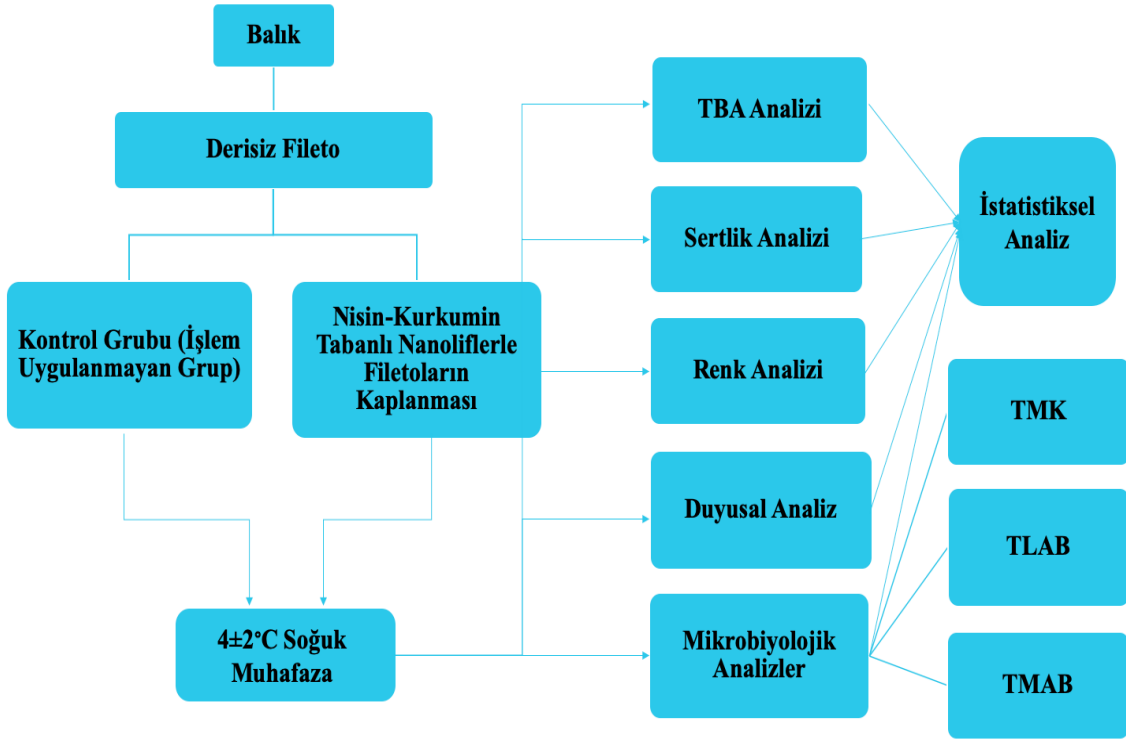 Balık
Derisiz Fileto
Kontrol Grubu (İşlem
Uygulanmayan Grup)
Nisin-Kurkumin
Tabanlı Nanoliflerle
Filetoların
Kaplanması
4±2°C Soğuk
Muhafaza
TBA Analizi
Sertlik Analizi
Renk Analizi
Duyusal Analiz
Mikrobiyolojik
Analizler
İstatistiksel
Analiz
TMK
TLAB
TMAB